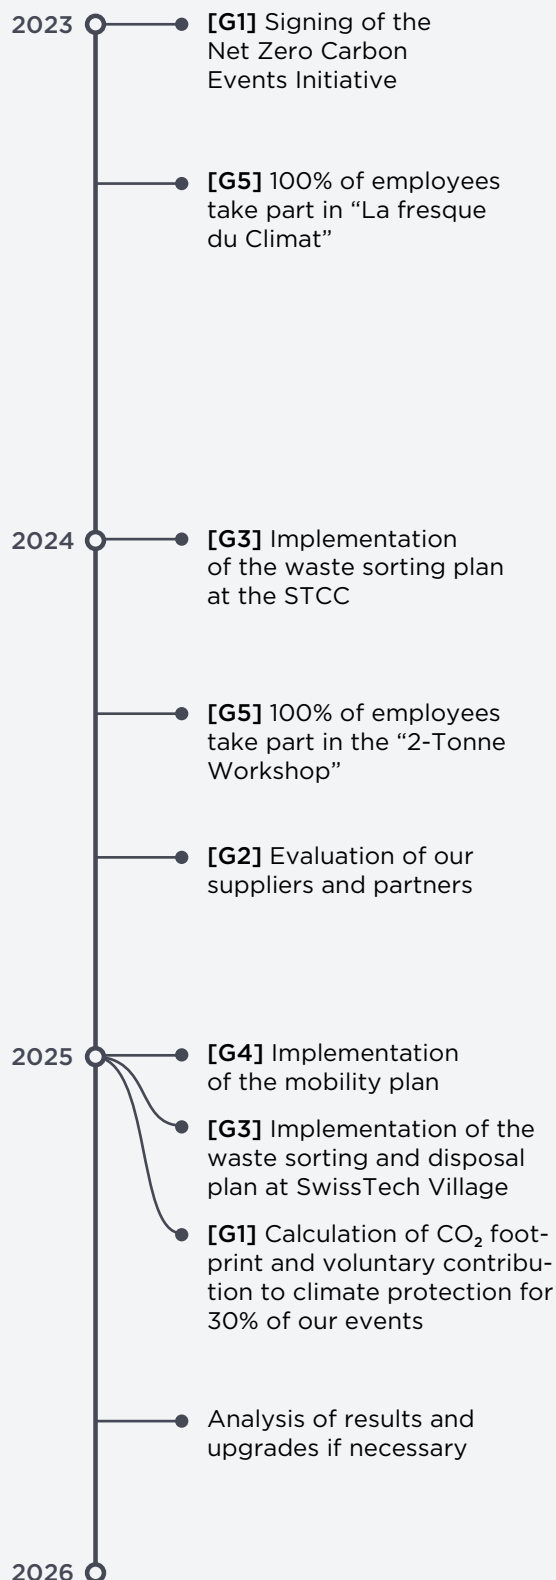 2023
[G1] Signing of the
Net Zero Carbon
Events Initiative
[G5] 100% of employees
take part in “La fresque
du Climat”
2024
[G3] Implementation
of the waste sorting plan
at the STCC
[G5] 100% of employees
take part in the “2-Tonne
Workshop”
[G2] Evaluation of our
suppliers and partners
2025
[G4] Implementation
of the mobility plan
[G3] Implementation of the
waste sorting and disposal
plan at SwissTech Village
[G1] Calculation of CO₂ foot-
print and voluntary contribu-
tion to climate protection for
30% of our events
Analysis of results and
upgrades if necessary
2026